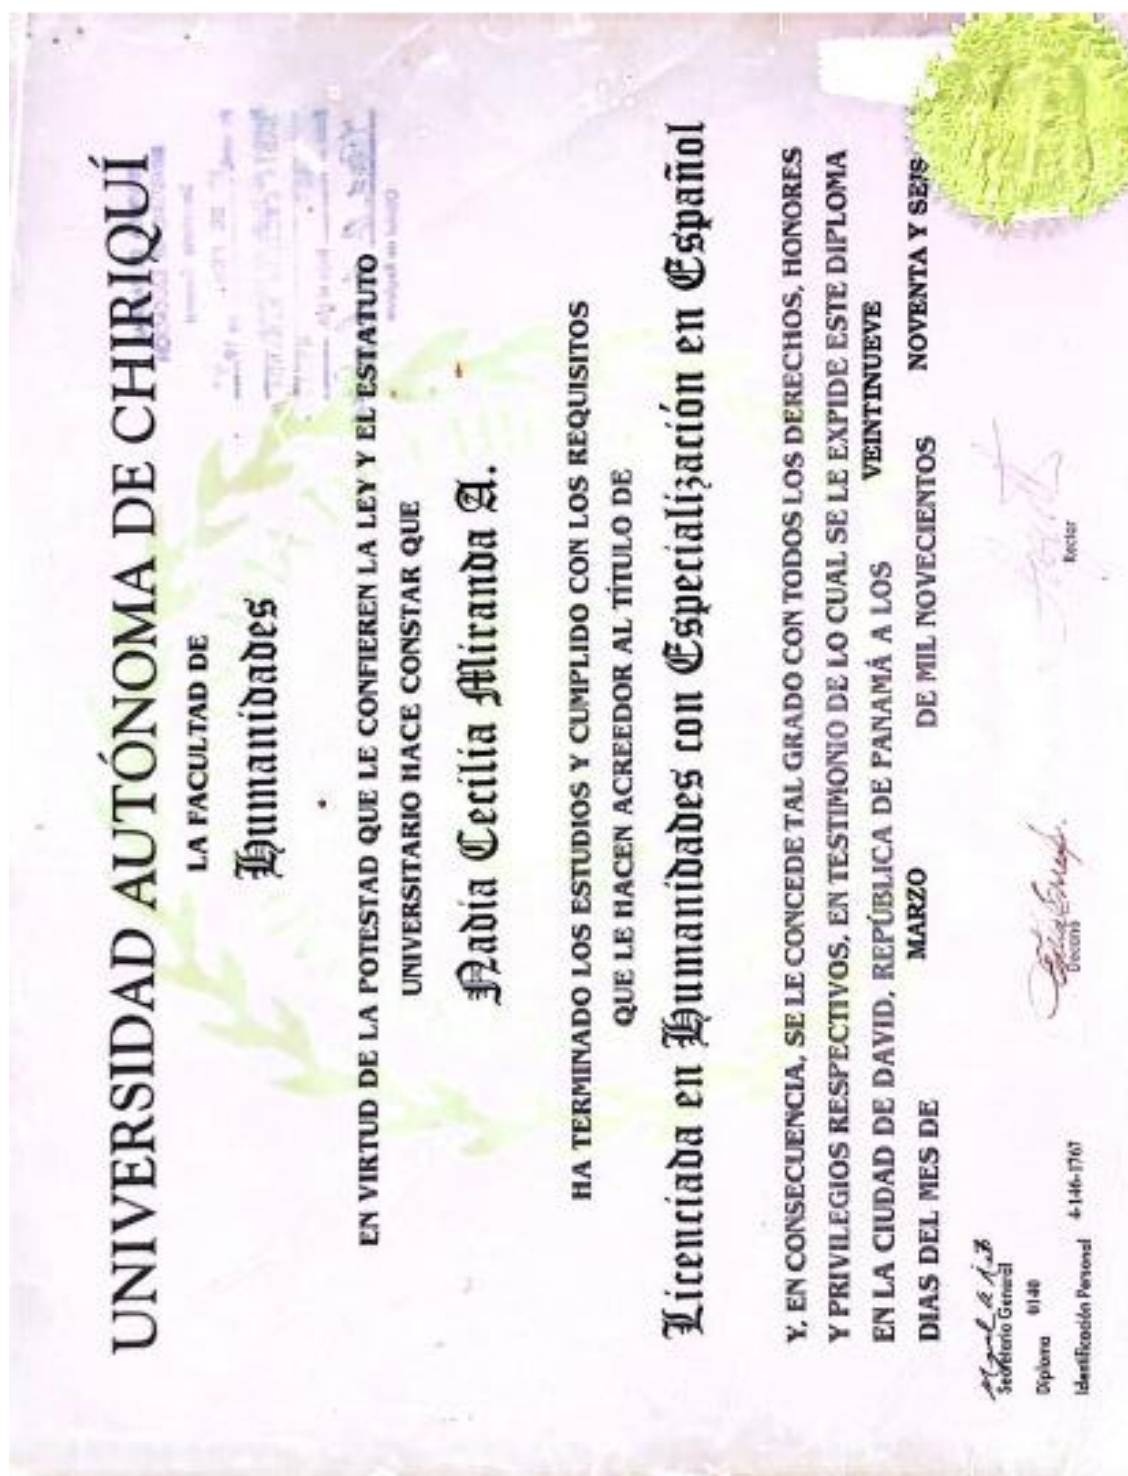 UNIVERSIDAD AUTÓNOMA DE CHIRIQUÍ
LA FACULTAD DE
Humanidades
EN VIRTUD DE LA POTESTAD QUE LE CONFIEREN LA LEY Y EL ESTATUTO
UNIVERSITARIO HACE CONSTAR QUE
Nadia Cecilia Miranda A.
HA TERMINADO LOS ESTUDIOS Y CUMPLIDO CON LOS REQUISITOS
QUE LE HACEN ACREEDOR AL TÍTULO DE
Licenciada en Humanidades con Especialización en Español
Y, EN CONSECUENCIA, SE LE CONCEDE TAL GRADO CON TODOS LOS DERECHOS, HONORES
Y PRIVILEGIOS RESPECTIVOS, EN TESTIMONIO DE LO CUAL SE LE EXPIDE ESTE DIPLOMA
EN LA CIUDAD DE DAVID, REPÚBLICA DE PANAMÁ A LOS VEINTINUEVE
DIAS DEL MES DE MARZO DE MIL NOVECIENTOS NOVENTA Y SEIS
Secretario General
Decano
Rector
Diploma 0140
Identificación Personal 4-146-1767